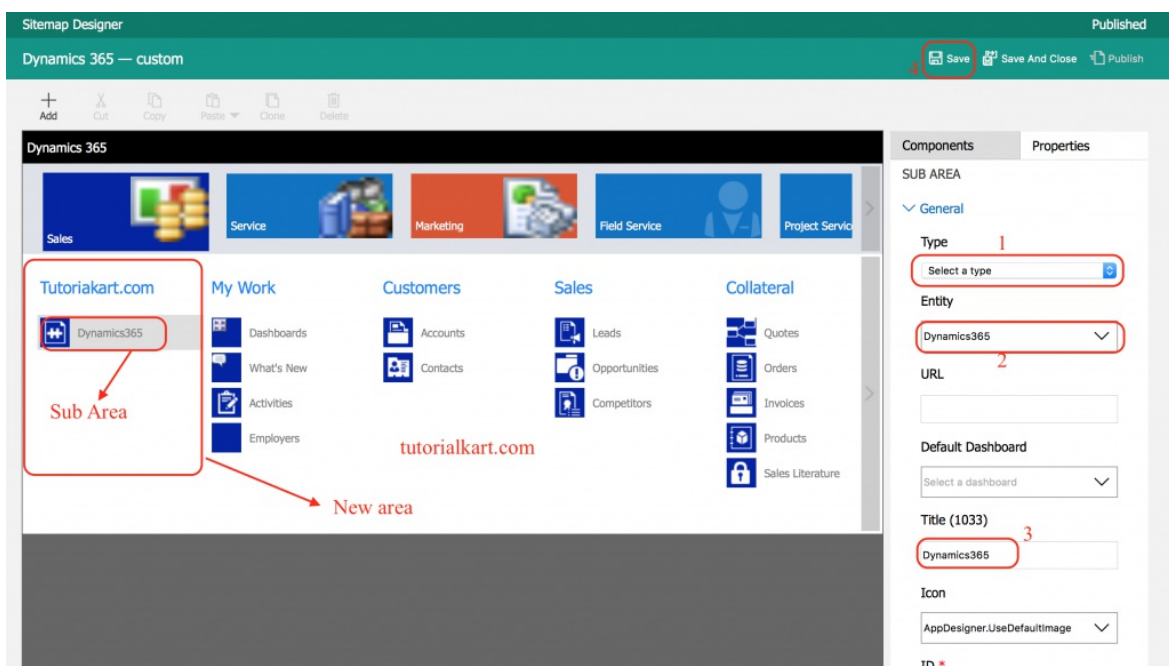 Sitemap Designer
Published
Dynamics 365 — custom
4
Save
Save And Close
Publish
Add
Cut
Copy
Paste
Clone
Delete
Dynamics 365
Sales
Service
Marketing
Field Service
Project Servic
Tutoriakart.com
My Work
Customers
Sales
Collateral
Dynamics365
Dashboards
Accounts
Leads
Quotes
What's New
Contacts
Opportunities
Orders
Sub Area
Activities
Competitors
Invoices
Employers
tutorialkart.com
Products
Sales Literature
New area
Components
Properties
SUB AREA
General
Type
1
Select a type
Entity
Dynamics365
2
URL
Default Dashboard
Select a dashboard
Title (1033)
3
Dynamics365
Icon
AppDesigner.UseDefaultImage
ID *